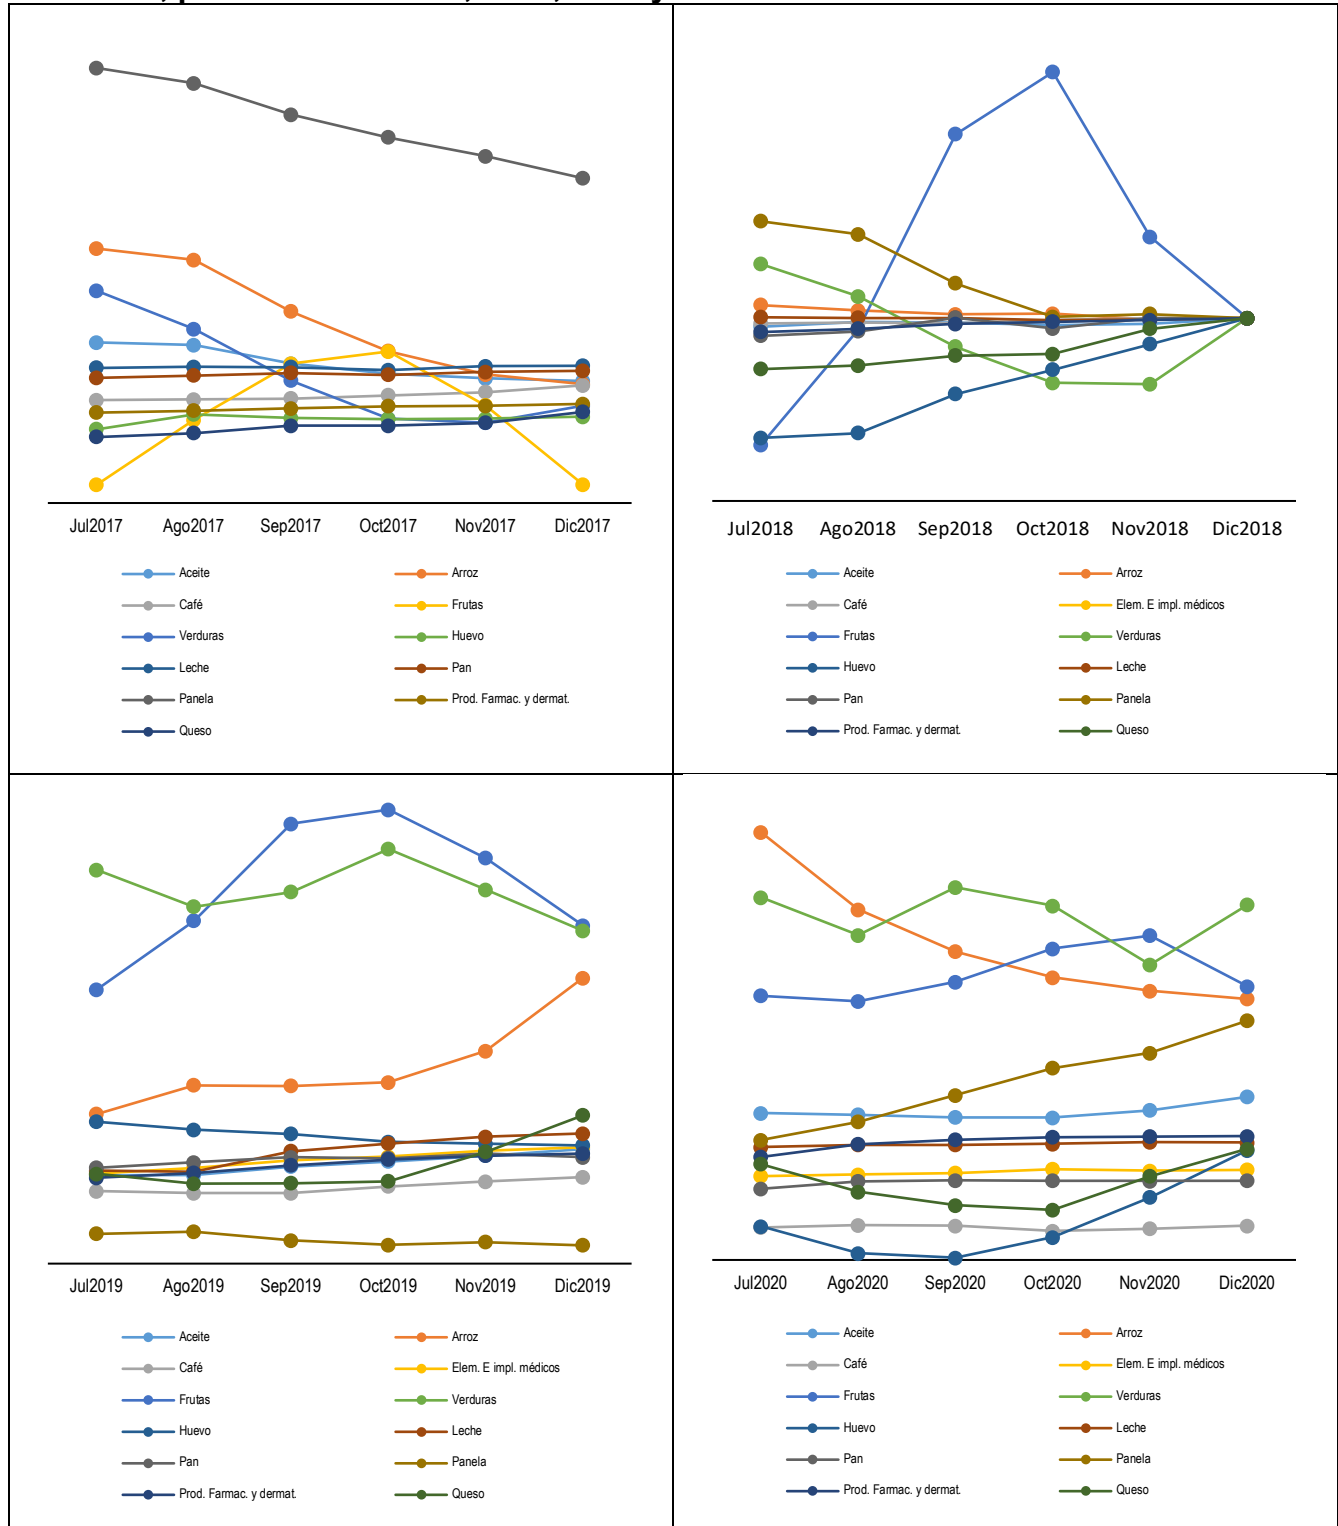 Jul2017 Ago2017 Sep2017 Oct2017 Nov2017 Dic2017
Aceite Arroz
Café Frutas
Verduras Huevo
Leche Pan
Panela Prod. Farmac. y dermat.
Queso
Jul2018 Ago2018 Sep2018 Oct2018 Nov2018 Dic2018
Aceite Arroz
Café Elem. E impl. médicos
Frutas Verduras
Huevo Leche
Pan Panela
Prod. Farmac. y dermat. Queso
Jul2019 Ago2019 Sep2019 Oct2019 Nov2019 Dic2019
Aceite Arroz
Café Elem. E impl. médicos
Frutas Verduras
Huevo Leche
Pan Panela
Prod. Farmac. y dermat. Queso
Jul2020 Ago2020 Sep2020 Oct2020 Nov2020 Dic2020
Aceite Arroz
Café Elem. E impl. médicos
Frutas Verduras
Huevo Leche
Pan Panela
Prod. Farmac. y dermat. Queso